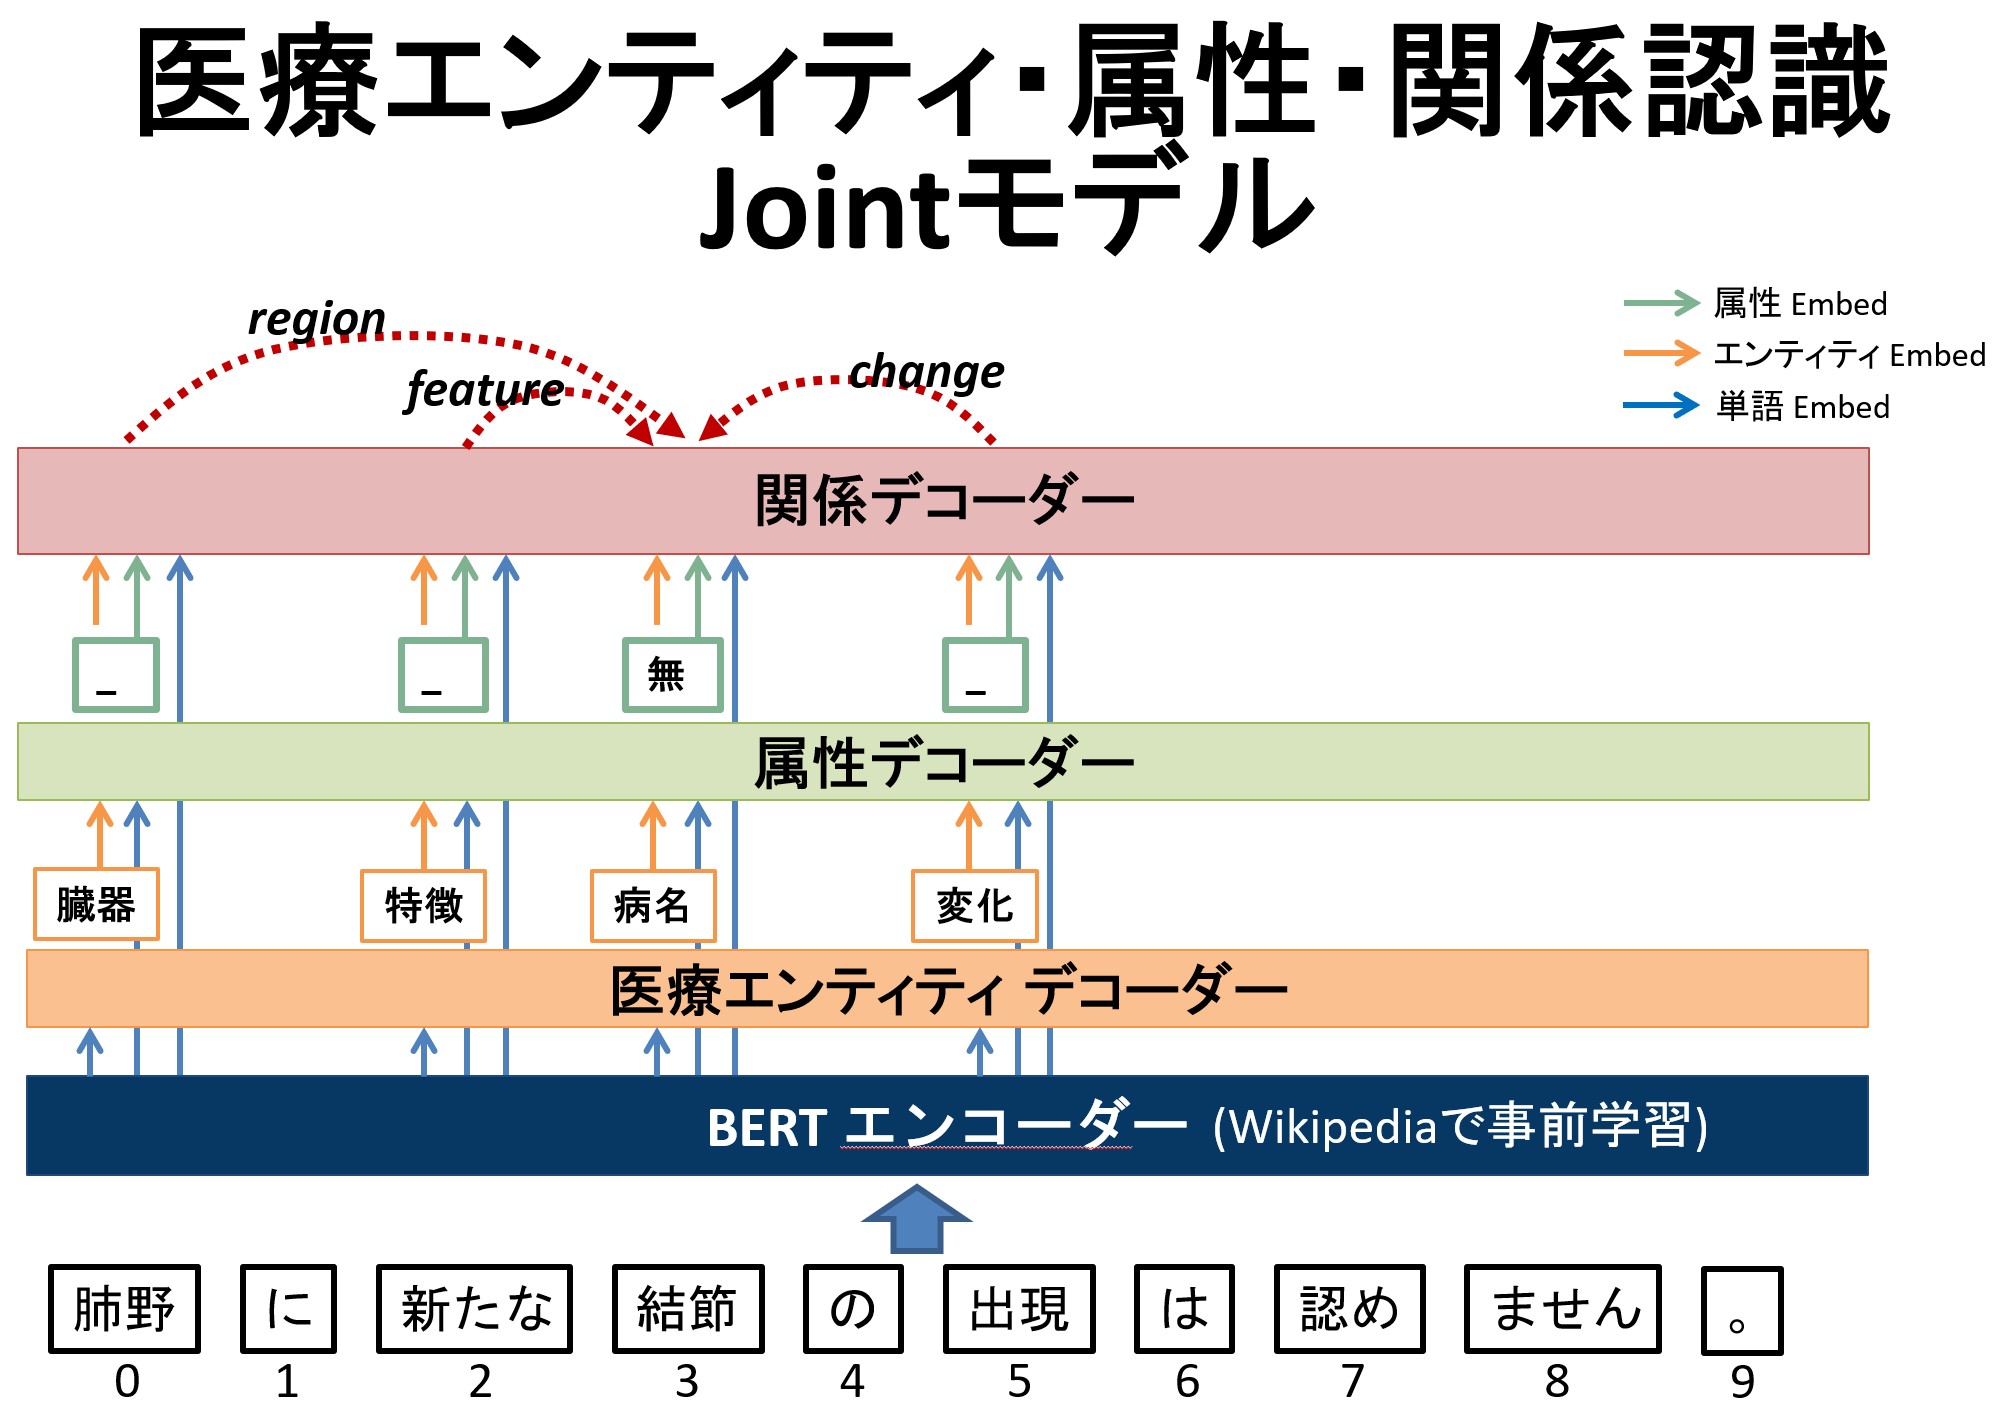 医療エンティティ・属性・関係認識
Jointモデル
属性 Embed
エンティティ Embed
単語 Embed
region
feature
change
関係デコーダー
_ _ 無 _
属性デコーダー
臓器 特徴 病名 変化
医療エンティティ デコーダー
BERT エンコーダー (Wikipediaで事前学習)
肺野 に 新たな 結節 の 出現 は 認め ません 。
0 1 2 3 4 5 6 7 8 9